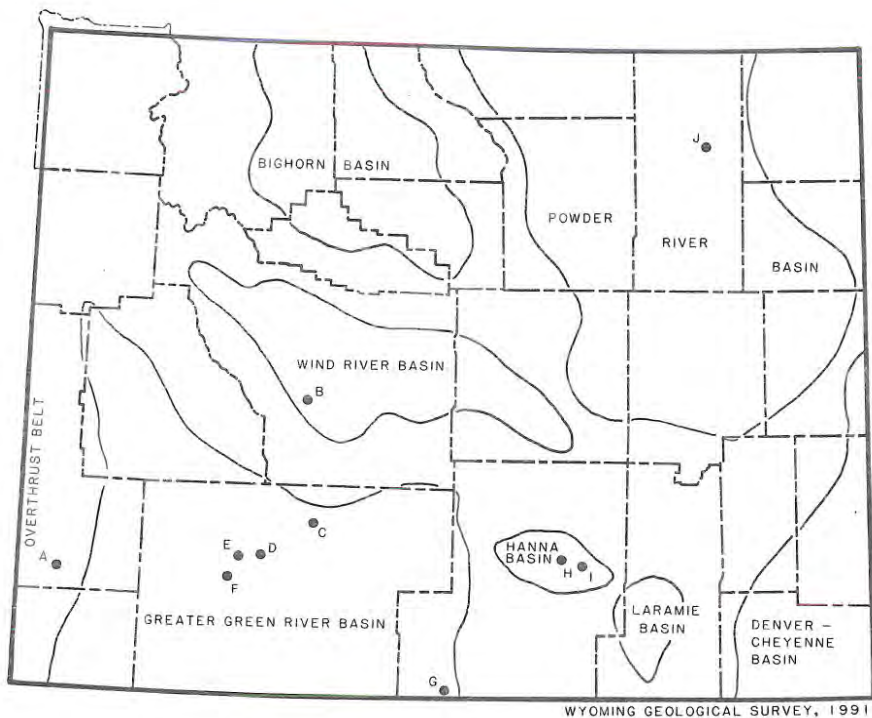 J
BIGHORN BASIN
POWDER
RIVER
BASIN
WIND RIVER BASIN
B
OVERTHRUST BELT
C
E
D
A
F
HANNA
BASIN
H
I
GREATER GREEN RIVER BASIN
LARAMIE
BASIN
DENVER –
CHEYENNE
BASIN
G
WYOMING GEOLOGICAL SURVEY, 1991